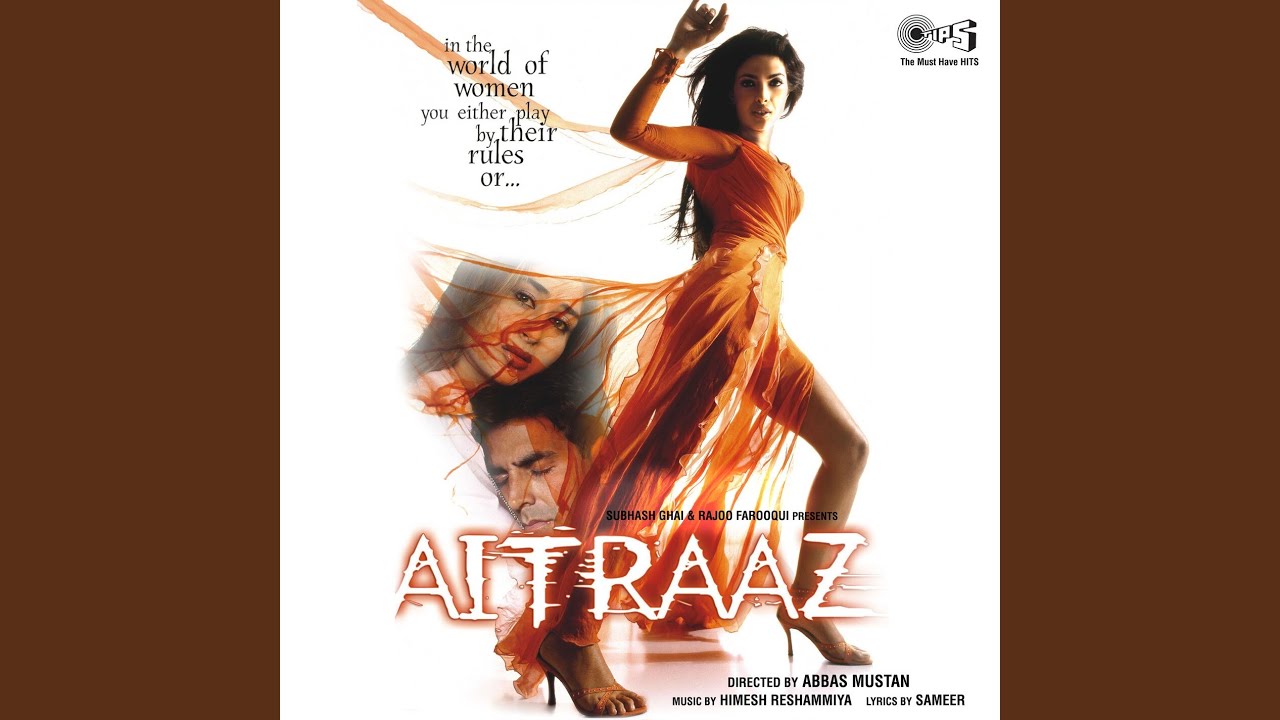 in the
world of
women
you either play
by their
rules
or...
TIPS
The Must Have HITS
SUBHASH GHAI & RAJOO FAROOQUI PRESENTS
AITRAAZ
DIRECTED BY ABBAS MUSTAN
MUSIC BY HIMESH RESHAMMIYA LYRICS BY SAMEER